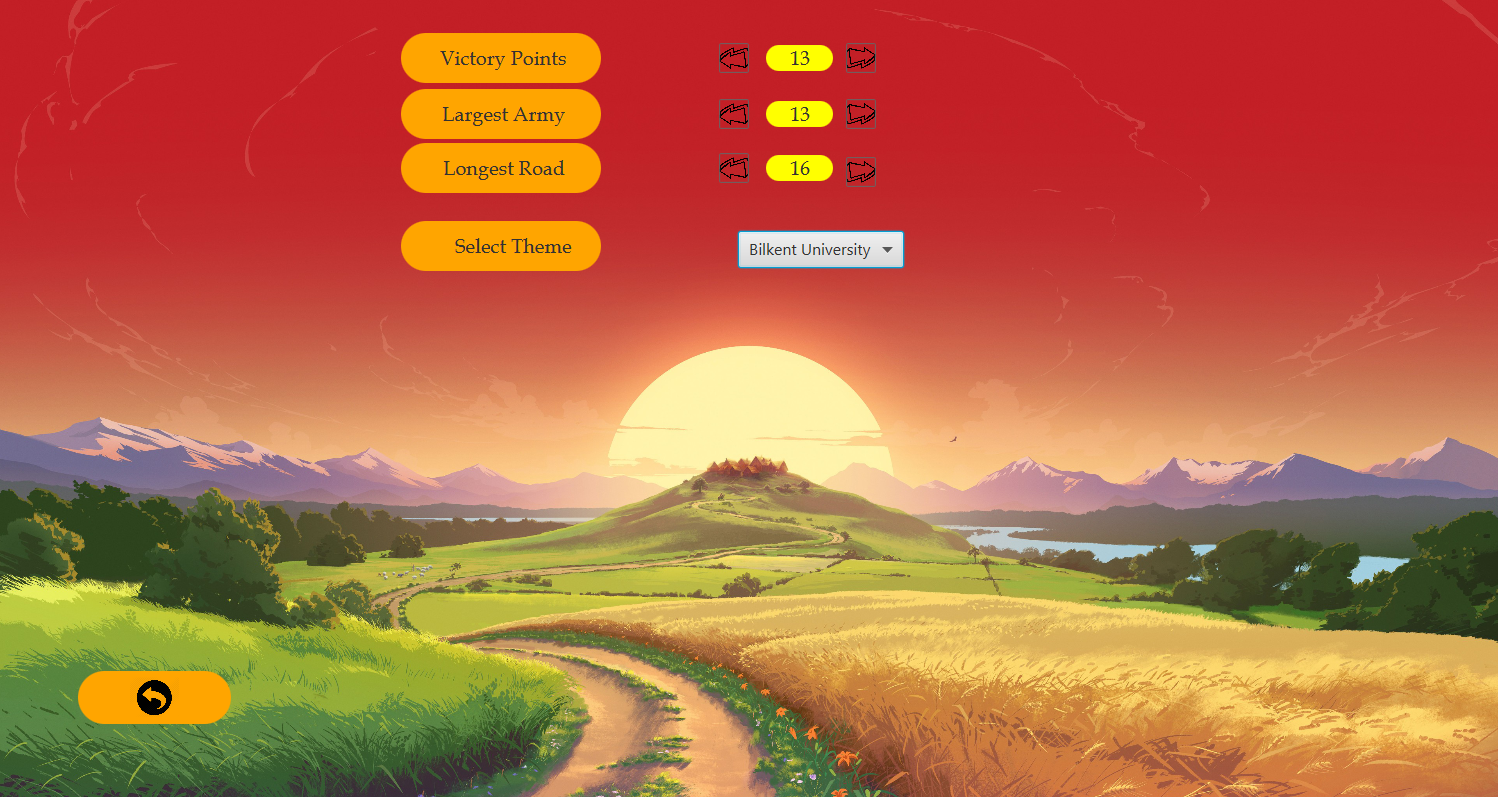 Victory Points 13
Largest Army 13
Longest Road 16
Select Theme Bilkent University